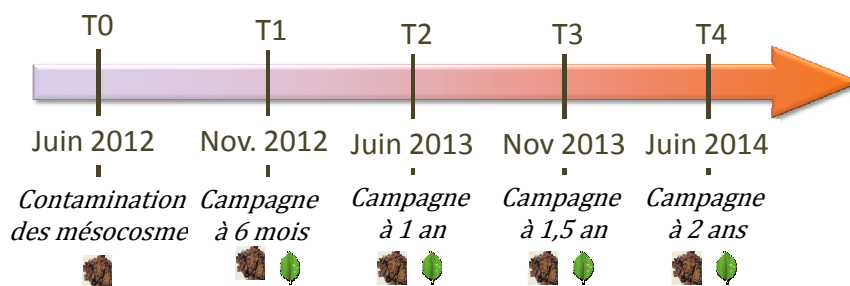 T0 T1 T2 T3 T4
Juin 2012 Nov. 2012 Juin 2013 Nov 2013 Juin 2014
Contamination Campagne Campagne Campagne Campagne
des mésocosme à 6 mois à 1 an à 1,5 an à 2 ans